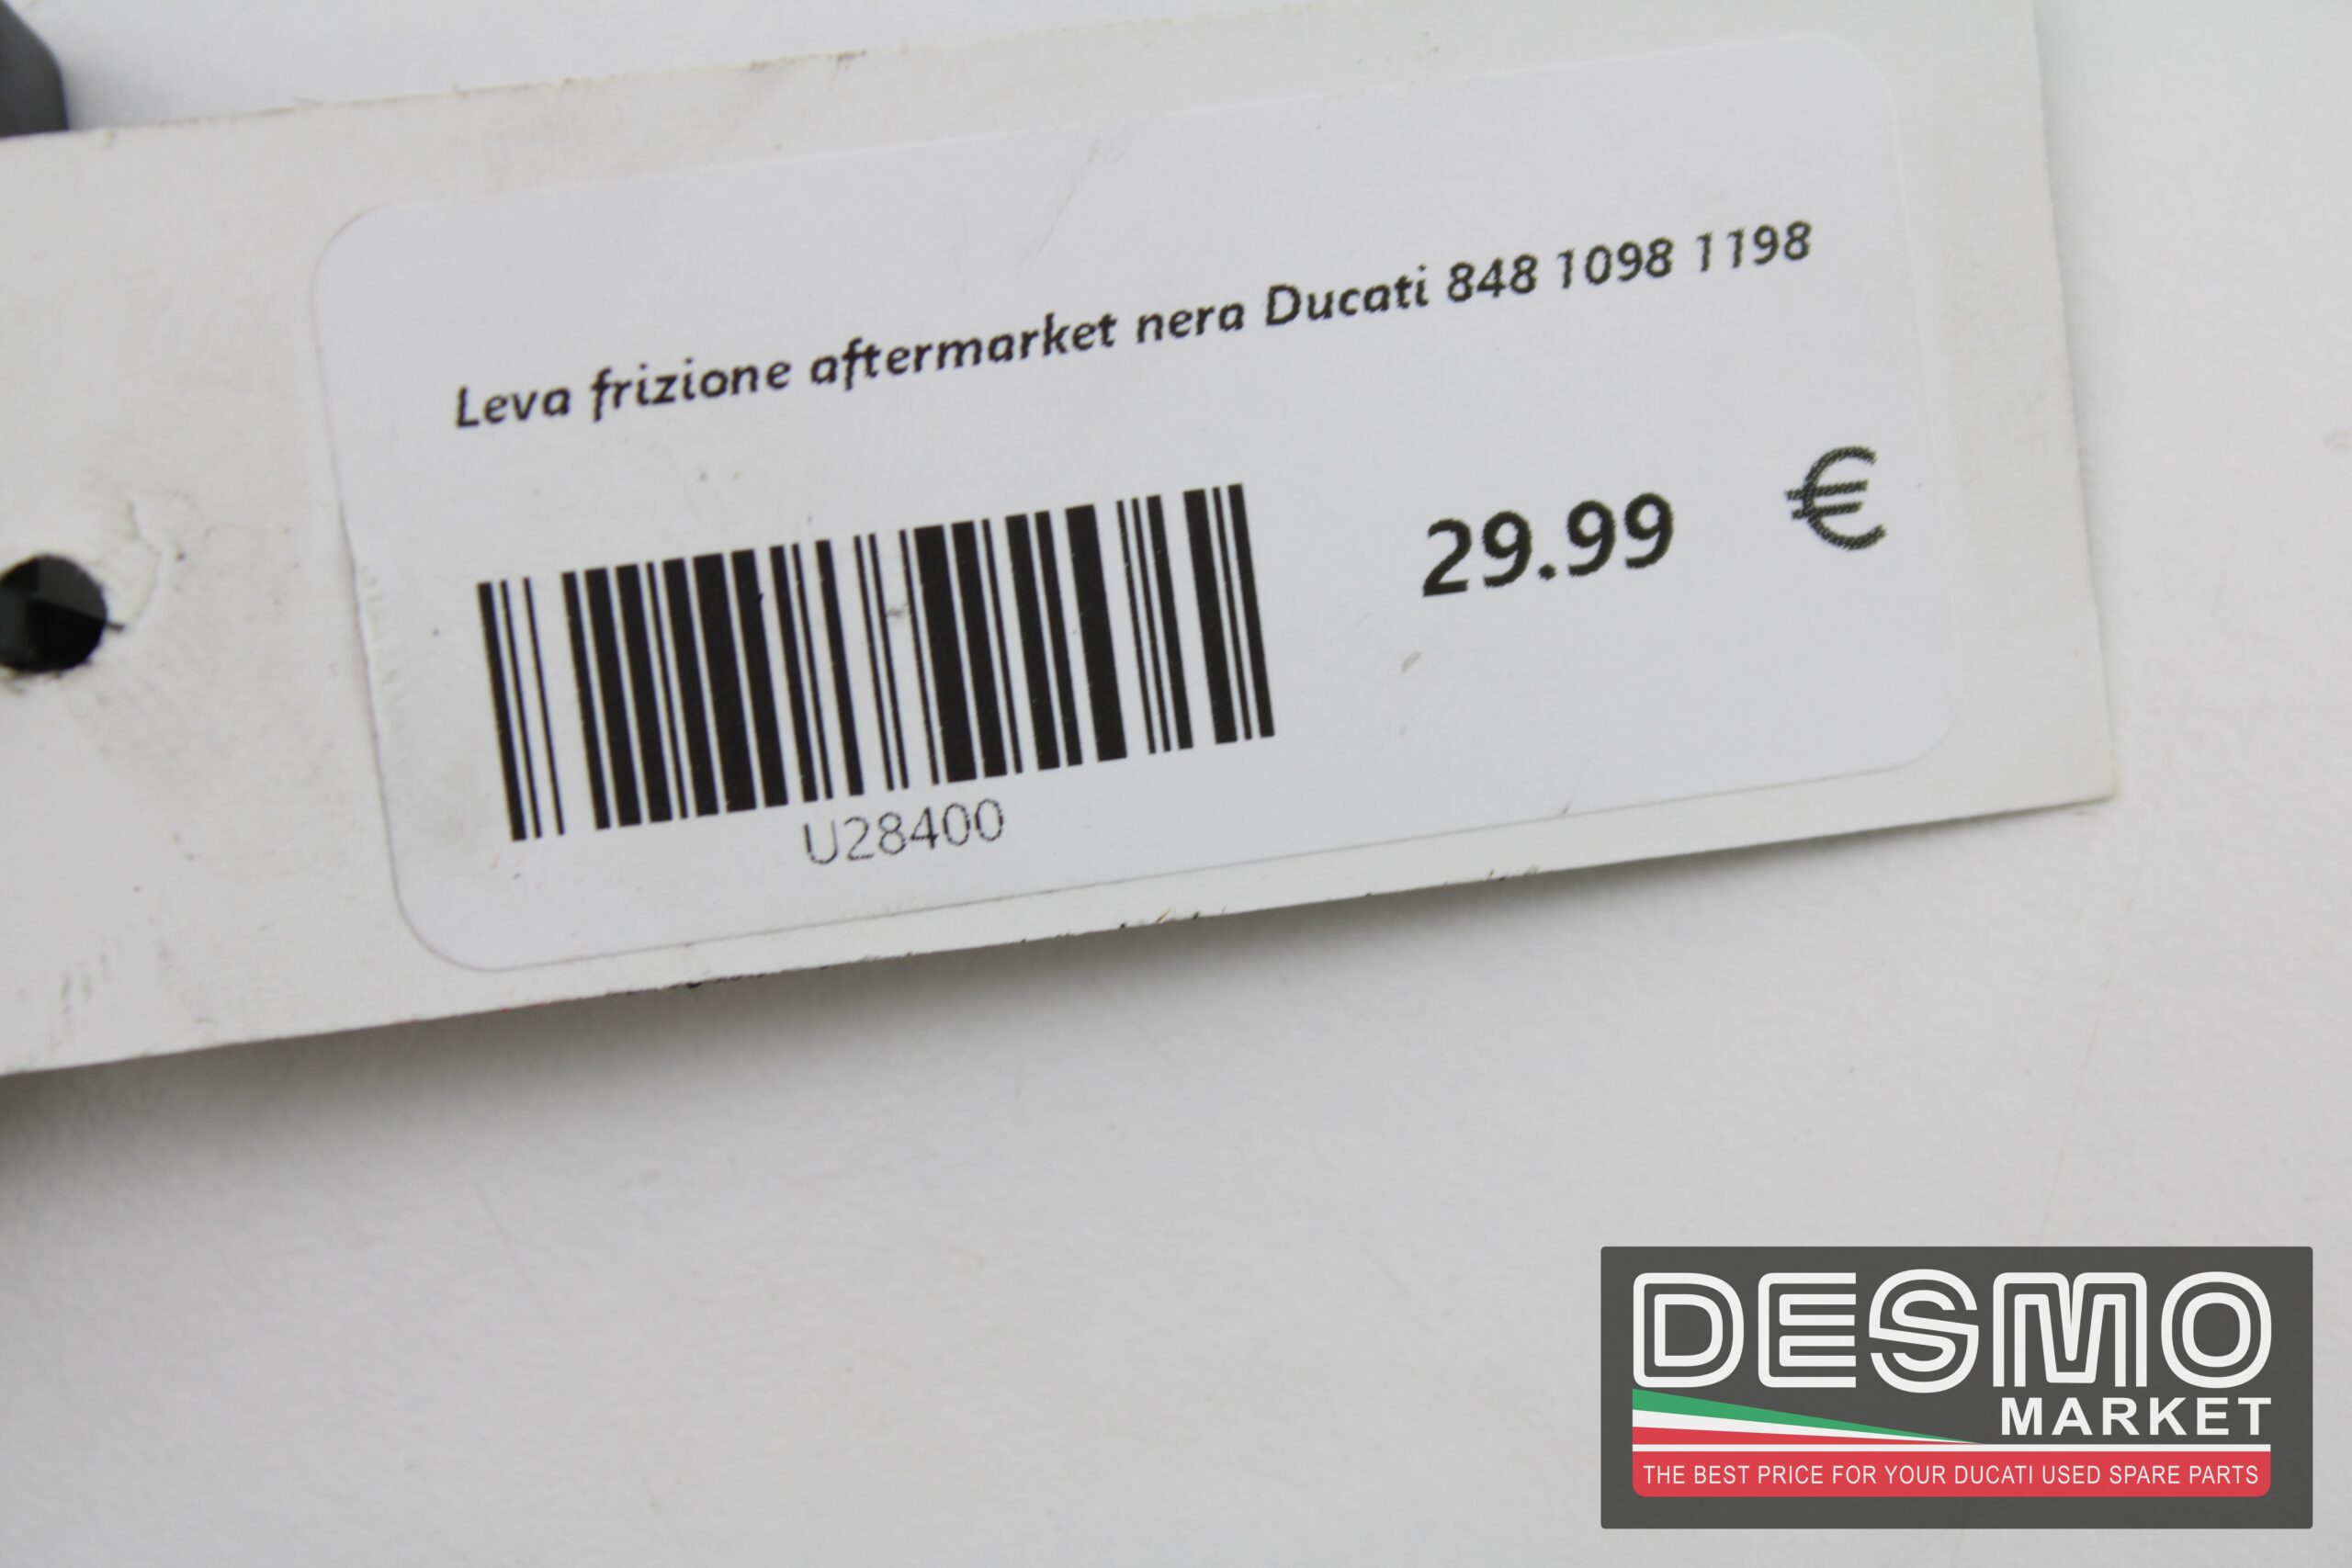 Leva frizione aftermarket nera Ducati 848 1098 1198
29.99 €
U28400
DESMO
MARKET
THE BEST PRICE FOR YOUR DUCATI USED SPARE PARTS